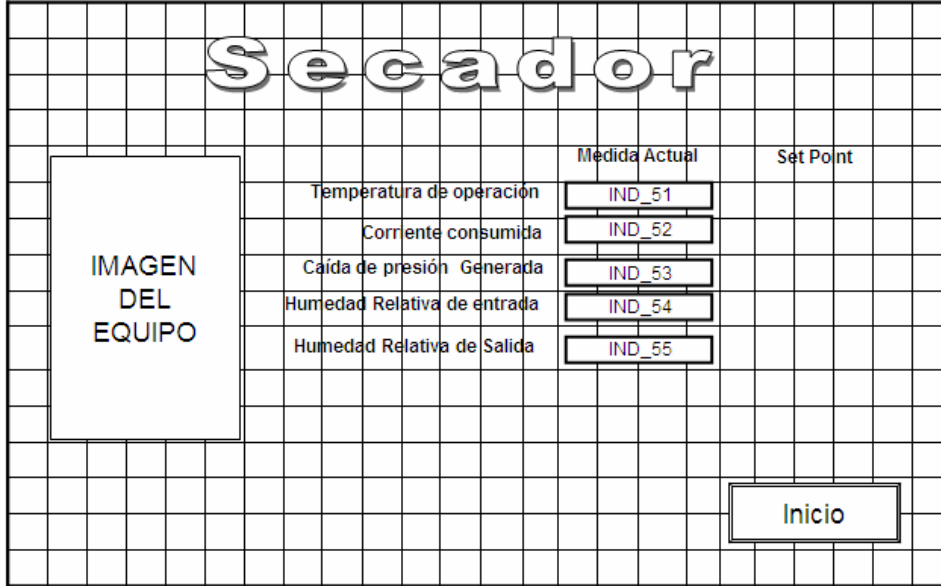 Secador
Medida Actual Set Point
Temperatura de operación IND_51
Corriente consumida IND_52
IMAGEN
DEL
EQUIPO
Caída de presión Generada IND_53
Humedad Relativa de entrada IND_54
Humedad Relativa de Salida IND_55
Inicio